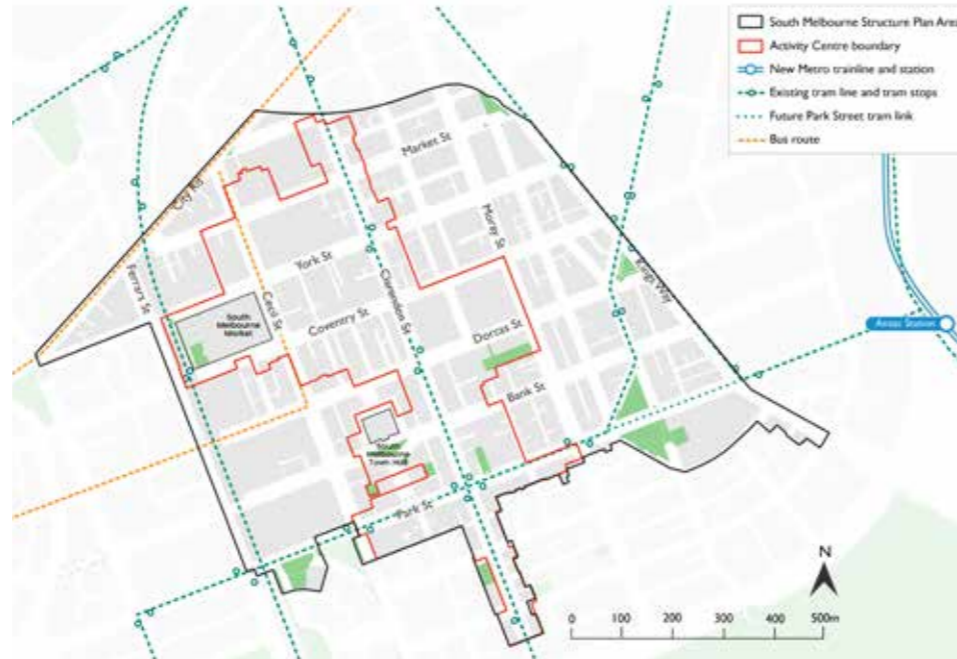 South Melbourne Structure Plan Area
Activity Centre boundary
New Metro trainline and station
Existing tram line and tram stops
Future Park Street tram link
Bus route
Market St
City Rd
Moray St
Kings Way
York St
Ferrars St
Cecil St
Clarendon St
South
Melbourne
Market
Coventry St
Dorcas St
Anzac Station
Bank St
South
Melbourne
Town Hall
Park St
N
0 100 200 300 400 500m